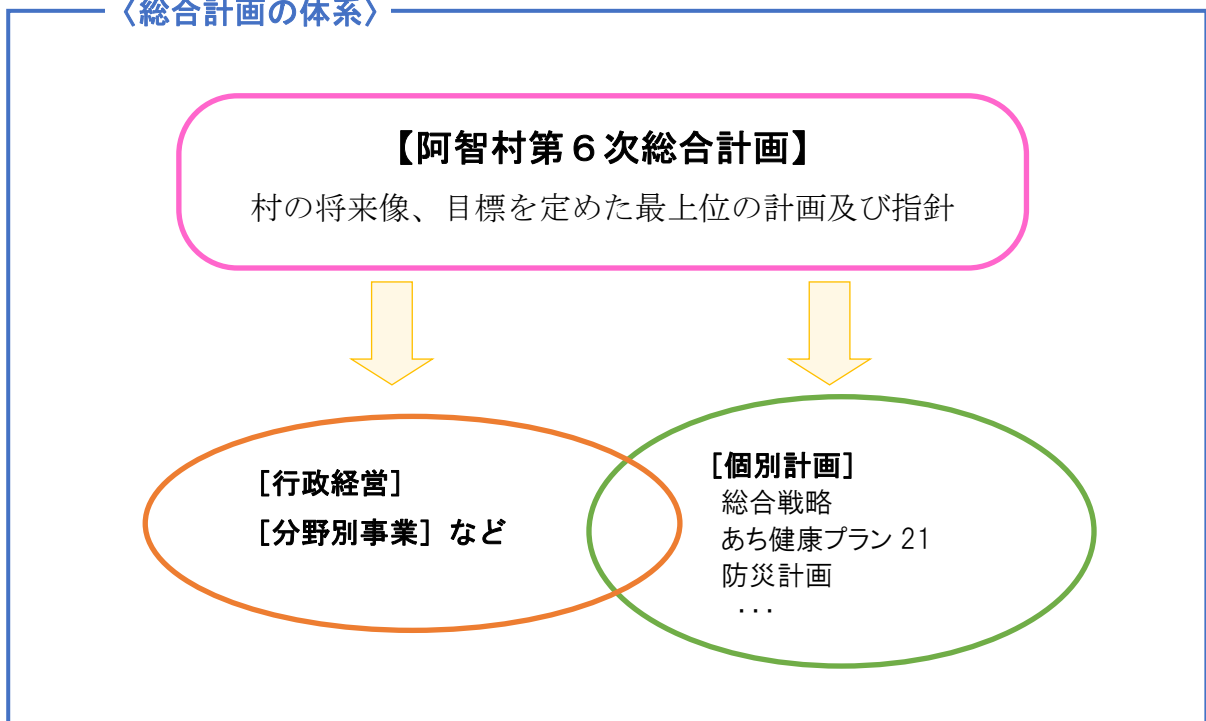 〈総合計画の体系〉
【阿智村第６次総合計画】
村の将来像、目標を定めた最上位の計画及び指針
［行政経営］
［分野別事業］など
［個別計画］
総合戦略
あち健康プラン 21
防災計画
・・・